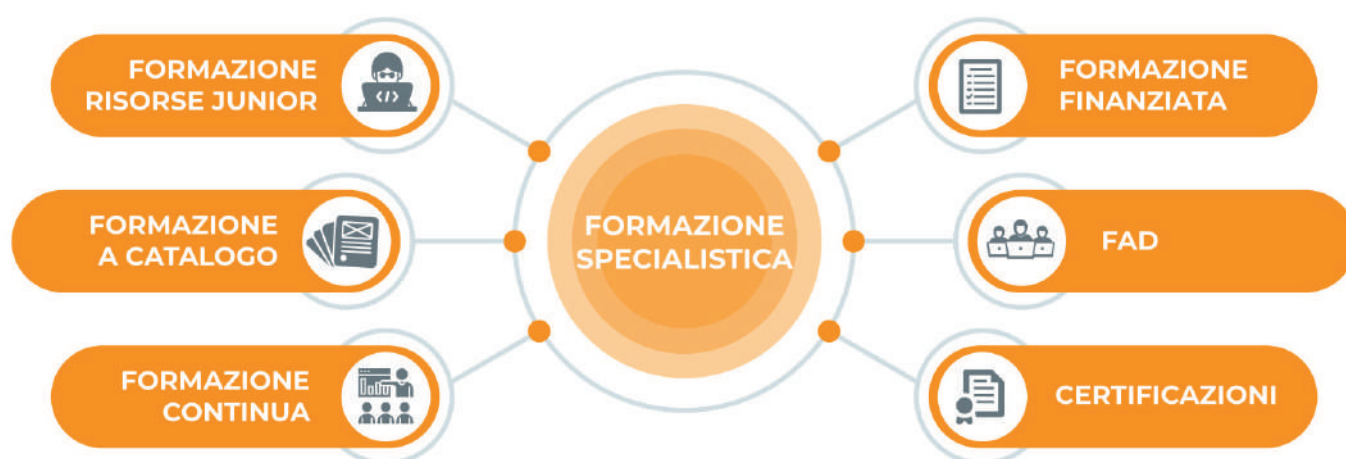 FORMAZIONE
RISORSE JUNIOR
FORMAZIONE
A CATALOGO
FORMAZIONE
CONTINUA
FORMAZIONE
SPECIALISTICA
FORMAZIONE
FINANZIATA
FAD
CERTIFICAZIONI